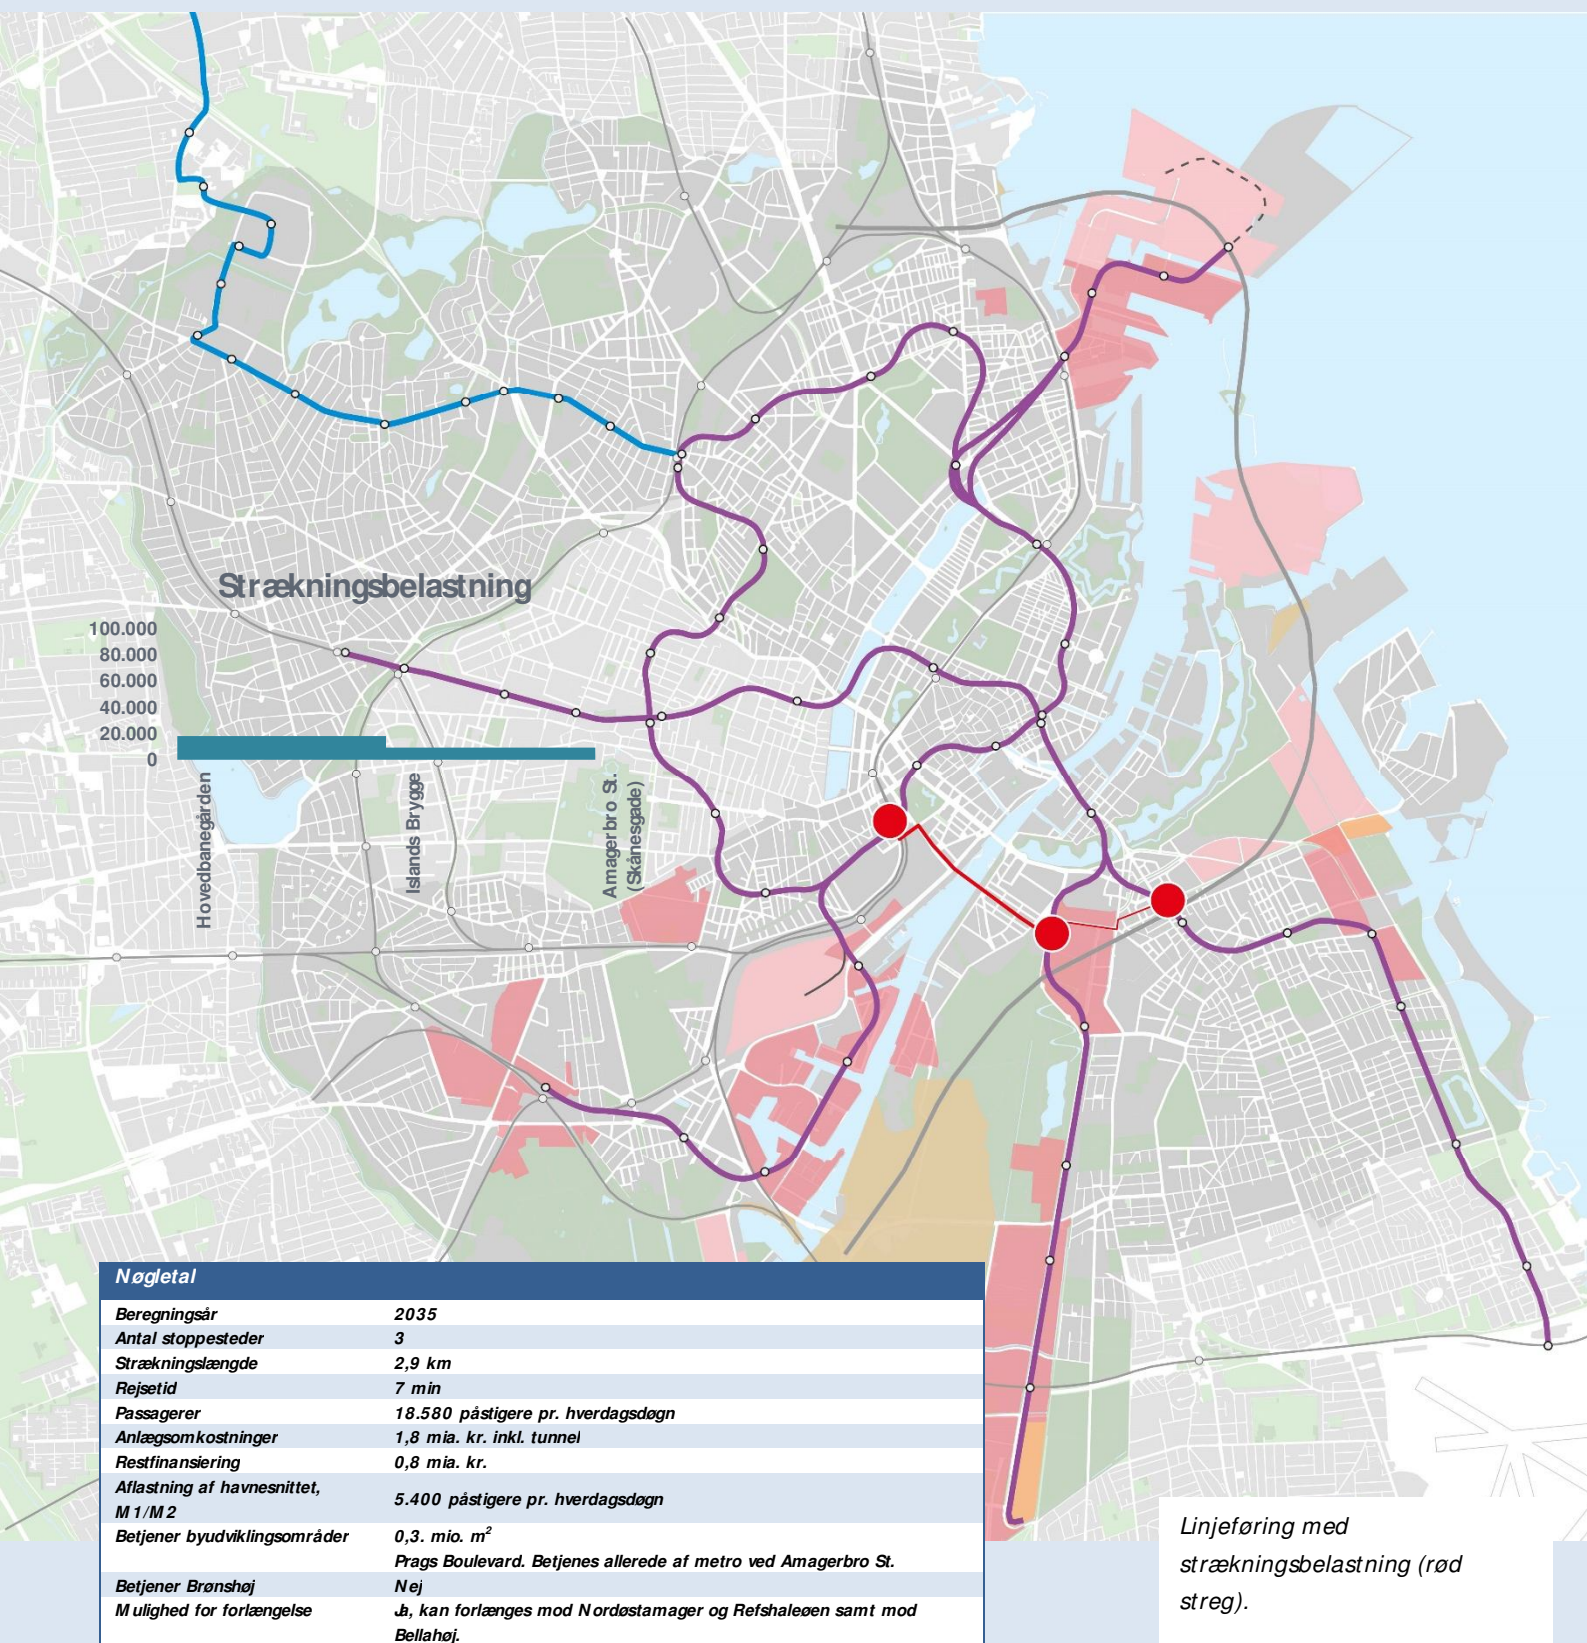 Strækningsbelastning
100.000
80.000
60.000
40.000
20.000
0
Hovedbanegården
Islands Brygge
Amagerbro St.
(Skånesgade)
Nøgletal
Beregningsår 2035
Antal stoppesteder 3
Strækningslængde 2,9 km
Rejsetid 7 min
Passagerer 18.580 påstigere pr. hverdagsdøgn
Anlægsomkostninger 1,8 mia. kr. inkl. tunnel
Restfinansiering 0,8 mia. kr.
Aflastning af havnesnittet,
M1/M2 5.400 påstigere pr. hverdagsdøgn
Betjener byudviklingsområder 0,3. mio. m²
Prags Boulevard. Betjenes allerede af metro ved Amagerbro St.
Betjener Brønshøj Nej
Mulighed for forlængelse Ja, kan forlænges mod Nordøstamager og Refshaleøen samt mod
Bellahøj.
Linjeføring med
strækningsbelastning (rød
streg).